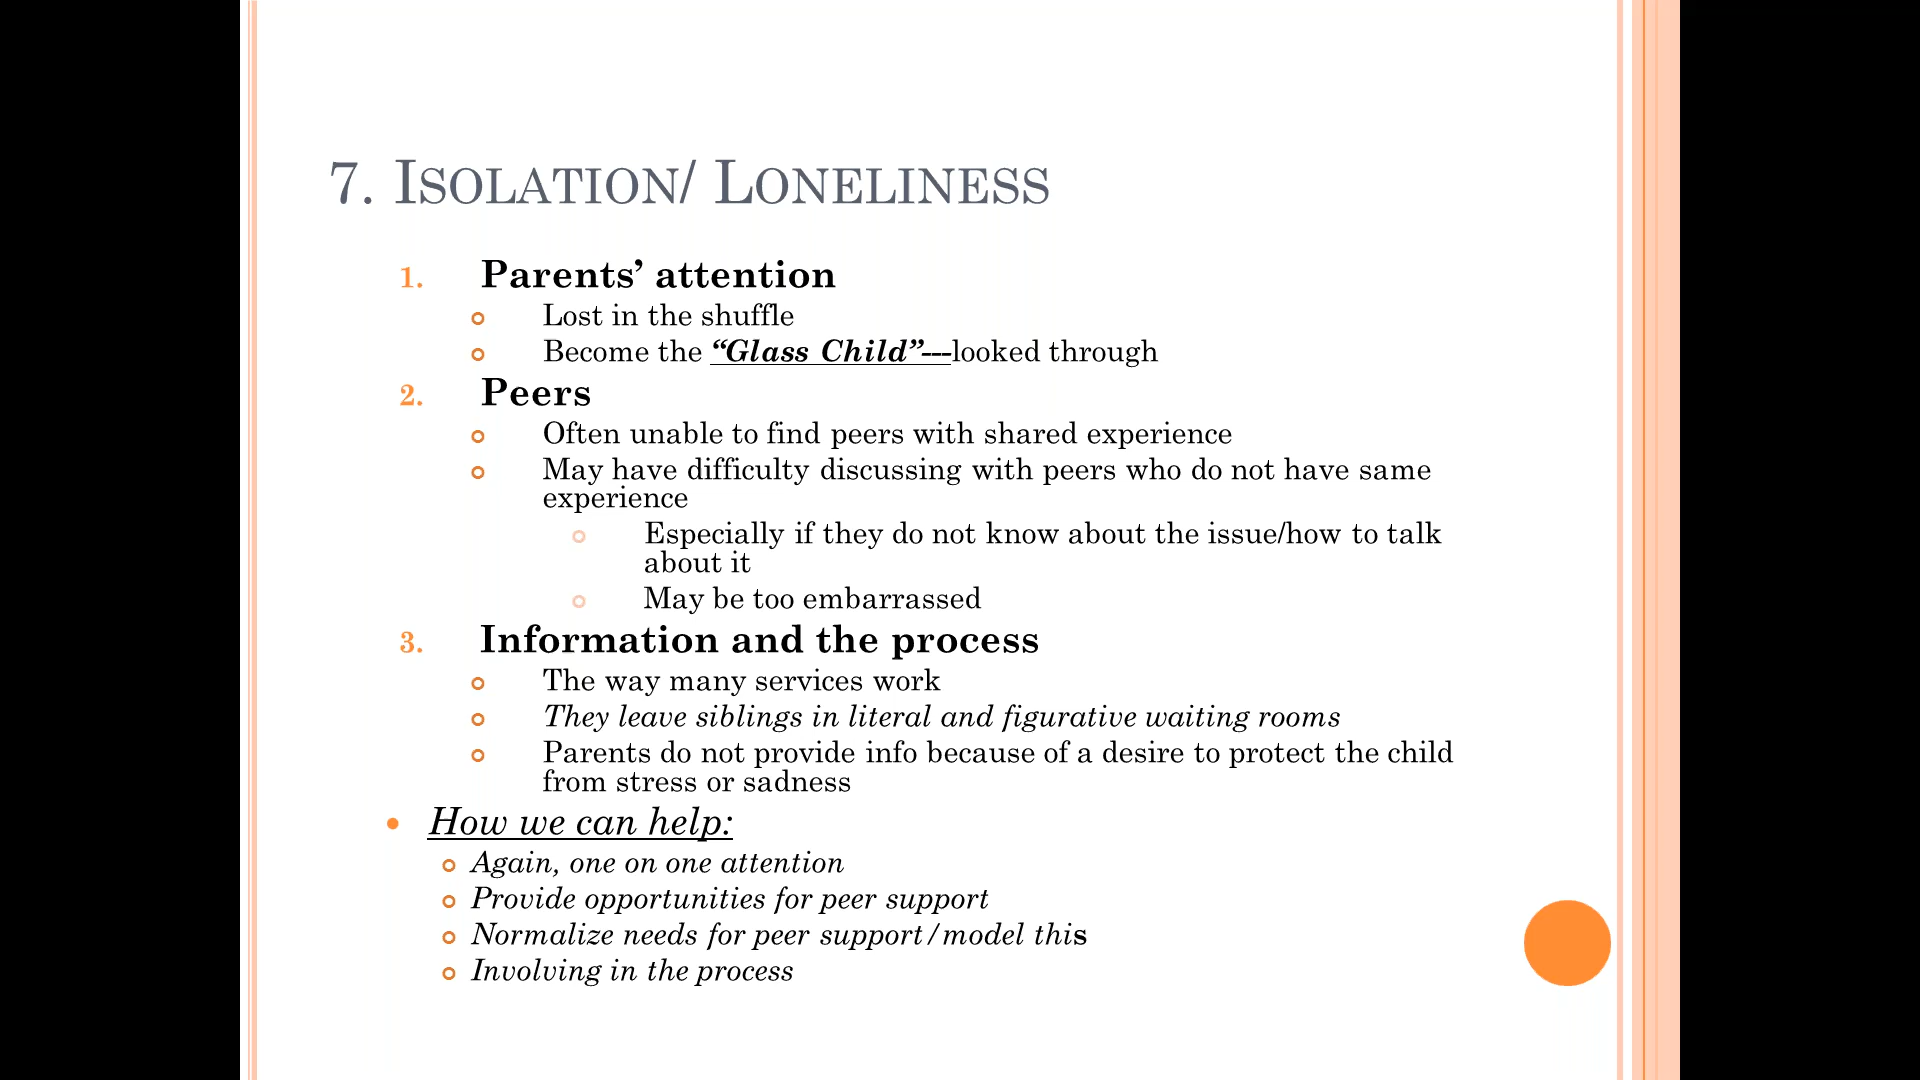 7. ISOLATION/ LONELINESS
1. Parents’ attention
Lost in the shuffle
Become the “Glass Child”---looked through
2. Peers
Often unable to find peers with shared experience
May have difficulty discussing with peers who do not have same
experience
Especially if they do not know about the issue/how to talk
about it
May be too embarrassed
3. Information and the process
The way many services work
They leave siblings in literal and figurative waiting rooms
Parents do not provide info because of a desire to protect the child
from stress or sadness
How we can help:
Again, one on one attention
Provide opportunities for peer support
Normalize needs for peer support/model this
Involving in the process